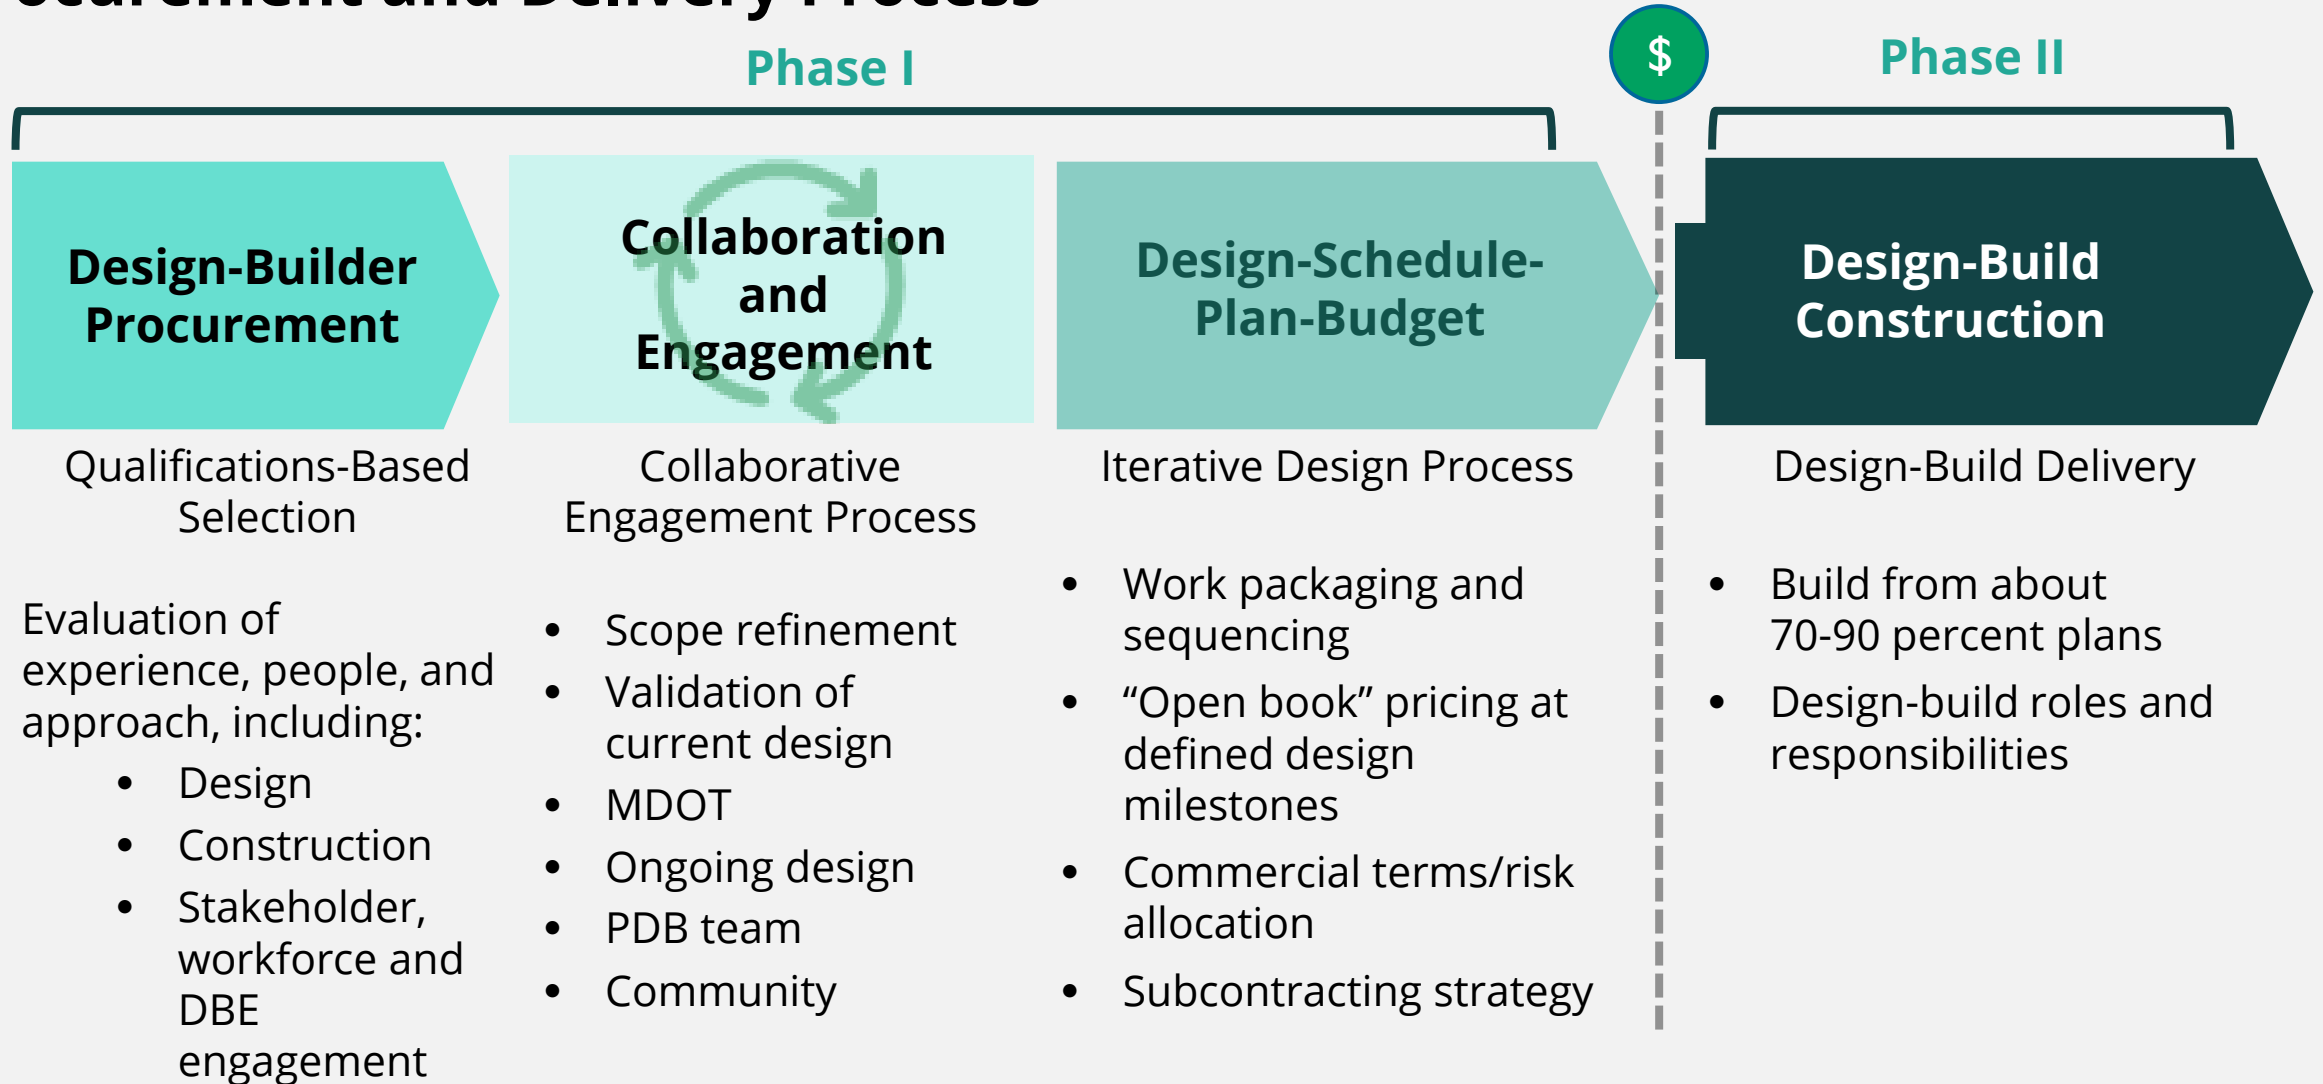 and Delivery Process
Phase I
$
Phase II
Design-Builder
Procurement
Collaboration
and
Engagement
Design-Schedule-
Plan-Budget
Design-Build
Construction
Qualifications-Based
Selection
Evaluation of
experience, people, and
approach, including:
• Design
• Construction
• Stakeholder,
workforce and
DBE
engagement
Collaborative
Engagement Process
• Scope refinement
• Validation of
current design
• MDOT
• Ongoing design
• PDB team
• Community
Iterative Design Process
• Work packaging and
sequencing
• “Open book” pricing at
defined design
milestones
• Commercial terms/risk
allocation
• Subcontracting strategy
Design-Build Delivery
• Build from about
70-90 percent plans
• Design-build roles and
responsibilities